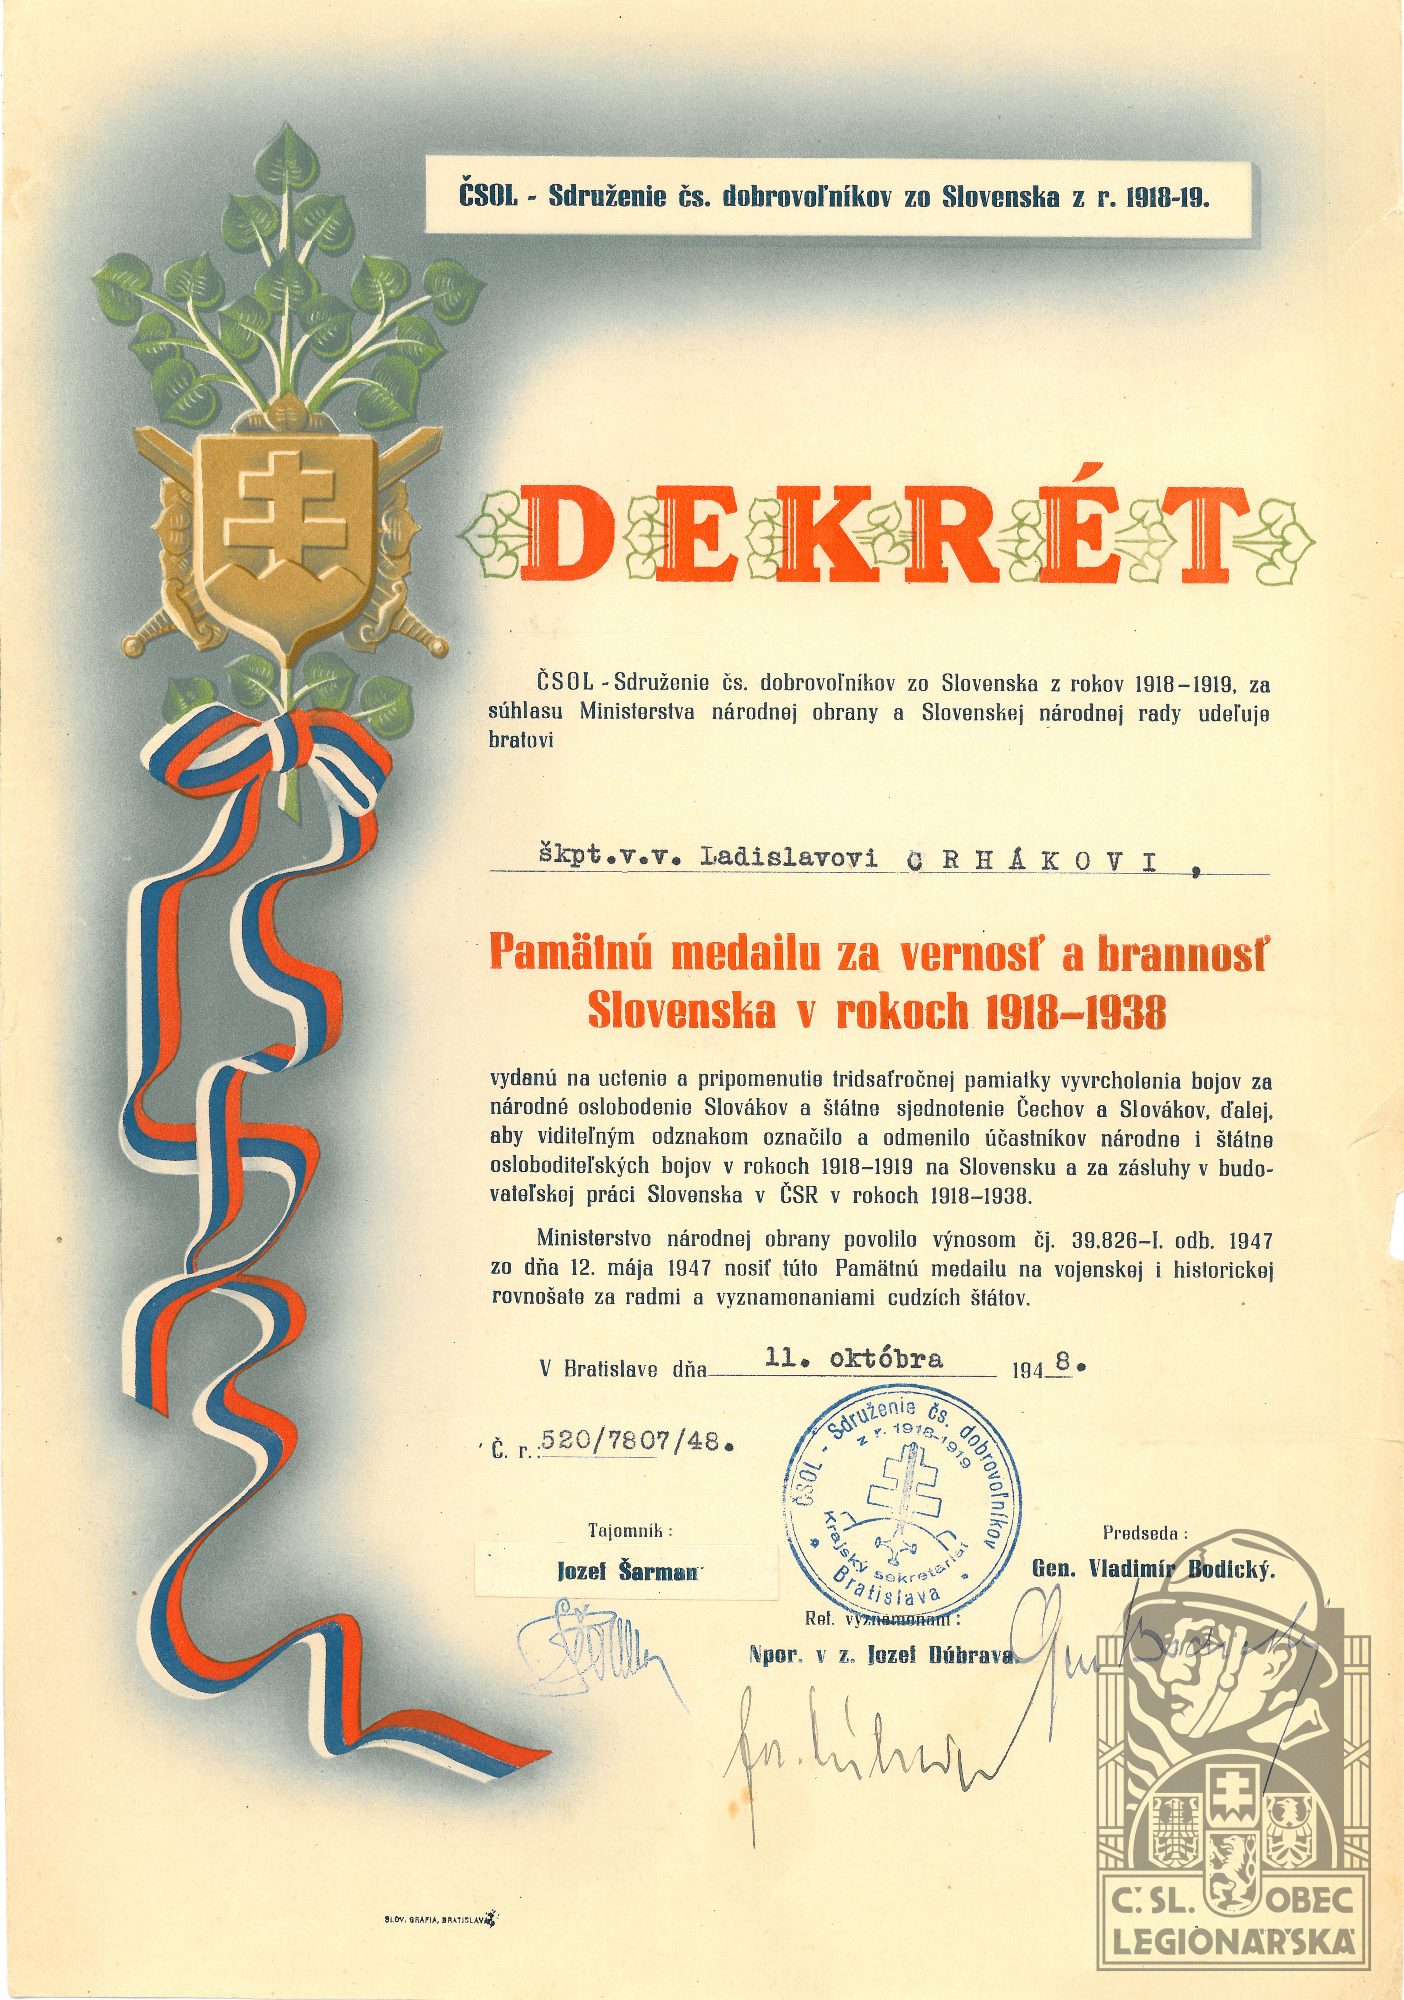 ČSOL - Sdruženie čs. dobrovoľníkov zo Slovenska z r. 1918-19.
DEKRÉT
ČSOL - Sdruženie čs. dobrovoľníkov zo Slovenska z rokov 1918–1919, za
súhlasu Ministerstva národnej obrany a Slovenskej národnej rady udeľuje
bratovi
škpt.v.v. Ladislavovi C R H Á K O V I ,
Pamätnú medailu za vernosť a brannosť
Slovenska v rokoch 1918–1938
vydanú na uctenie a pripomenutie tridsaťročnej pamiatky vyvrcholenia bojov za
národné oslobodenie Slovákov a štátne sjednotenie Čechov a Slovákov, ďalej,
aby viditeľným odznakom označilo a odmenilo účastníkov národne i štátne
osloboditeľských bojov v rokoch 1918–1919 na Slovensku a za zásluhy v budo-
vateľskej práci Slovenska v ČSR v rokoch 1918–1938.
Ministerstvo národnej obrany povolilo výnosom čj. 39.826–I. odb. 1947
zo dňa 12. mája 1947 nosiť túto Pamätnú medailu na vojenskej i historickej
rovnošate za radmi a vyznamenaniami cudzích štátov.
V Bratislave dňa 11. októbra 1948.
Č. r. 520/7807/48.
ČSOL - Sdruženie čs. dobrovoľníkov
z r. 1918-1919
Krajský sekretariat
* Bratislava *
Tajomník :
Jozef Šarman
Predseda :
Gen. Vladimír Bodický.
Ref. vyznamenaní :
Npor. v z. Jozef Dúbrava
SLOV. GRAFIA, BRATISLAVA
Č.SL. OBEC
LEGIONÁŘSKÁ